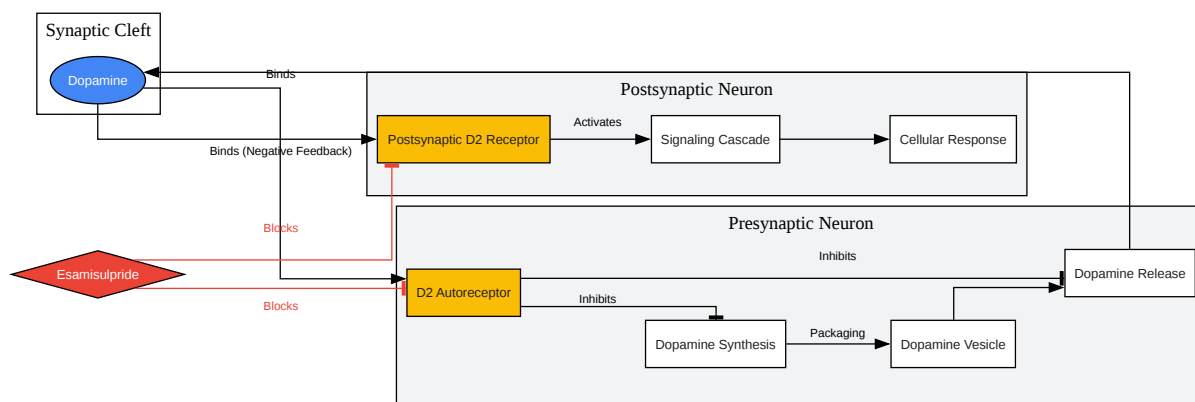 Synaptic Cleft
Dopamine
Binds
Postsynaptic Neuron
Postsynaptic D2 Receptor
Activates
Signaling Cascade
Cellular Response
Binds (Negative Feedback)
Presynaptic Neuron
Blocks
Esamisulpride
Blocks
D2 Autoreceptor
Inhibits
Dopamine Release
Inhibits
Dopamine Synthesis
Packaging
Dopamine Vesicle